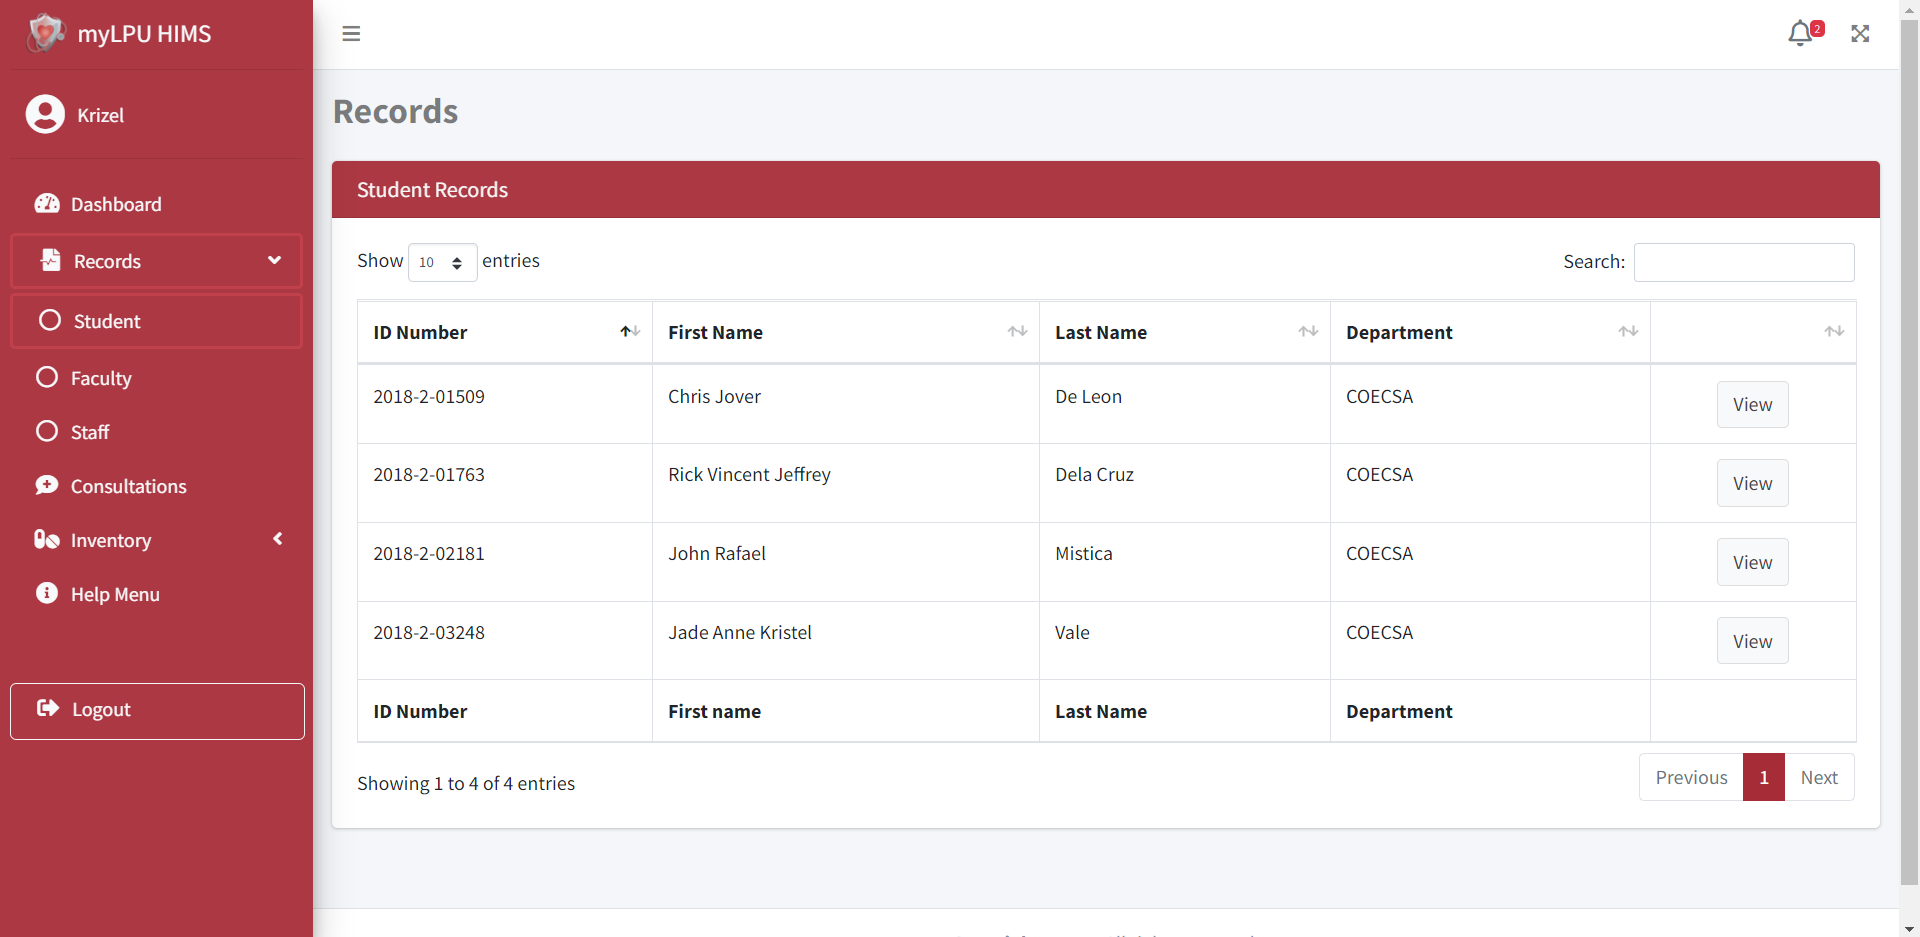 myLPU HIMS
2
Krizel
Records
Dashboard
Records
Student
Faculty
Staff
Consultations
Inventory
Help Menu
Logout
Student Records
Show 10 entries
Search:
ID Number First Name Last Name Department
2018-2-01509 Chris Jover De Leon COECSA View
2018-2-01763 Rick Vincent Jeffrey Dela Cruz COECSA View
2018-2-02181 John Rafael Mistica COECSA View
2018-2-03248 Jade Anne Kristel Vale COECSA View
ID Number First name Last Name Department
Showing 1 to 4 of 4 entries
Previous 1 Next